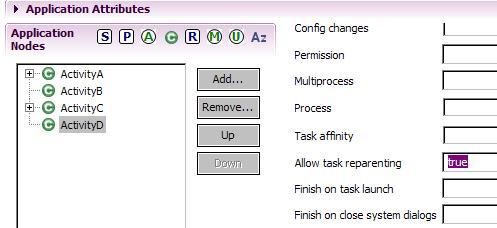 Application Attributes
Application Nodes
S P A C R M U Az
ActivityA
ActivityB
ActivityC
ActivityD
Add...
Remove...
Up
Down
Config changes
Permission
Multiprocess
Process
Task affinity
Allow task reparenting true
Finish on task launch
Finish on close system dialogs